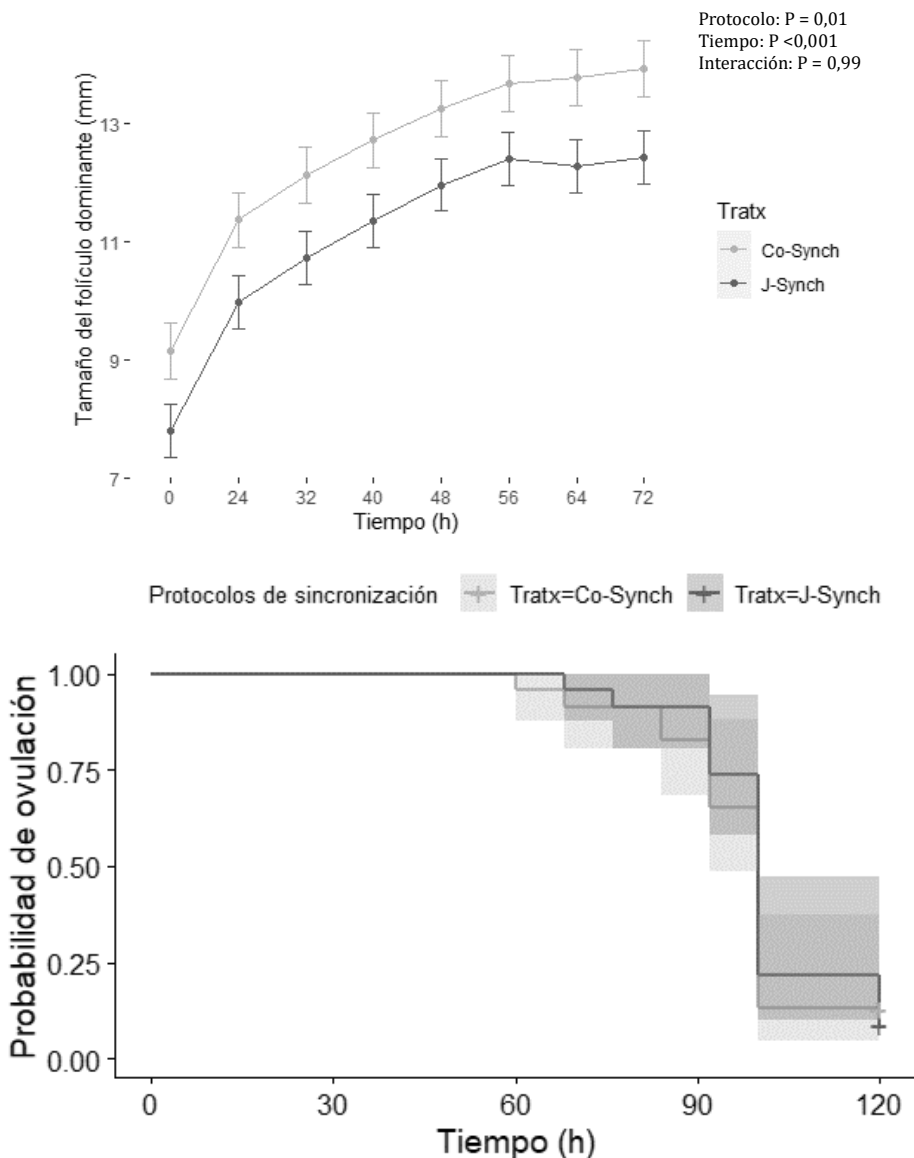 Protocolo: P = 0,01
Tiempo: P <0,001
Interacción: P = 0,99
Tamaño del folículo dominante (mm)
13
11
9
7
0 24 32 40 48 56 64 72
Tiempo (h)
Tratx
Co-Synch
J-Synch
Protocolos de sincronización Tratx=Co-Synch Tratx=J-Synch
Probabilidad de ovulación
1.00
0.75
0.50
0.25
0.00
0 30 60 90 120
Tiempo (h)